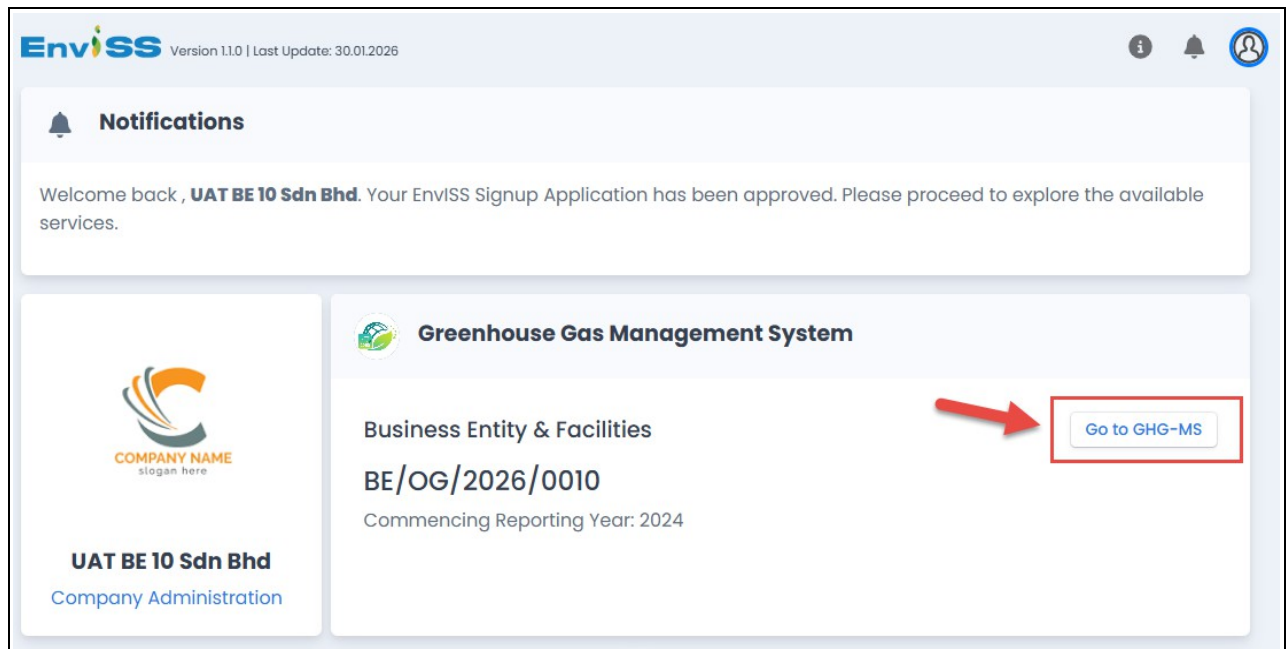 EnvISS Version 1.1.0 | Last Update: 30.01.2026
Notifications
Welcome back , UAT BE 10 Sdn Bhd. Your EnvISS Signup Application has been approved. Please proceed to explore the available
services.
Greenhouse Gas Management System
COMPANY NAME
slogan here
UAT BE 10 Sdn Bhd
Company Administration
Business Entity & Facilities
Go to GHG-MS
BE/OG/2026/0010
Commencing Reporting Year: 2024